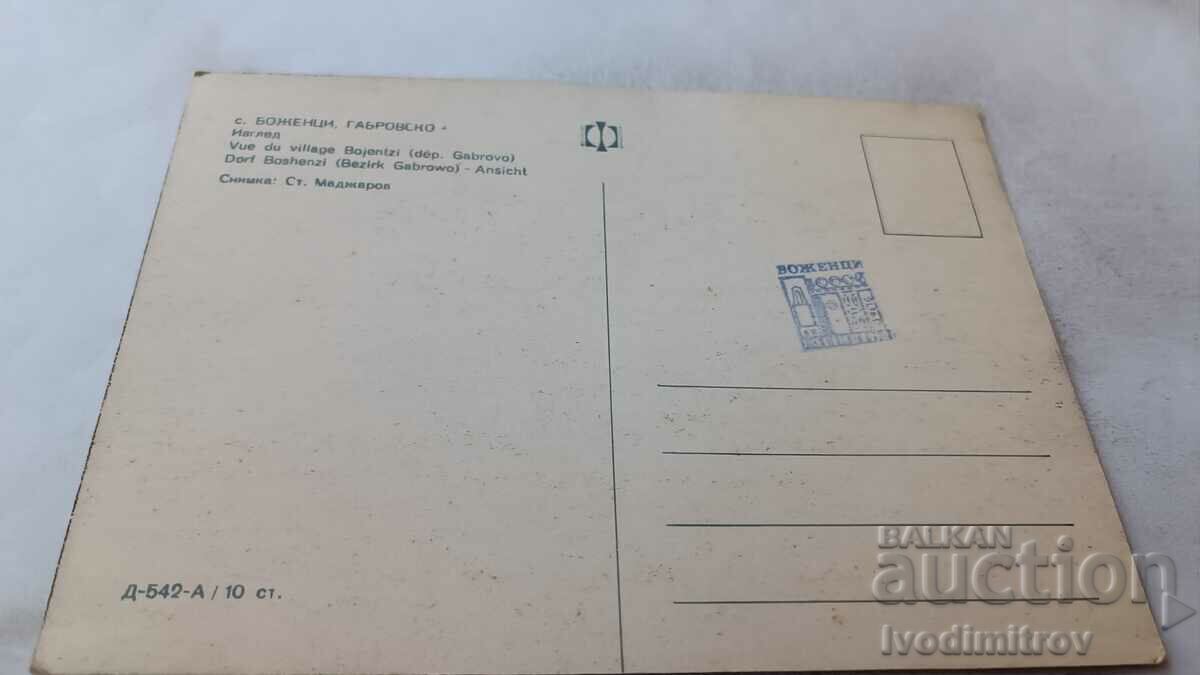 с. БОЖЕНЦИ, ГАБРОВСКО
Изглед
Vue du village Bojentzi (dép. Gabrovo)
Dorf Boshenzi (Bezirk Gabrowo) - Ansicht
Снимка: Ст. Маджаров
БОЖЕНЦИ
Д-542-А / 10 ст.
BALKAN
auction
Ivodimitrov